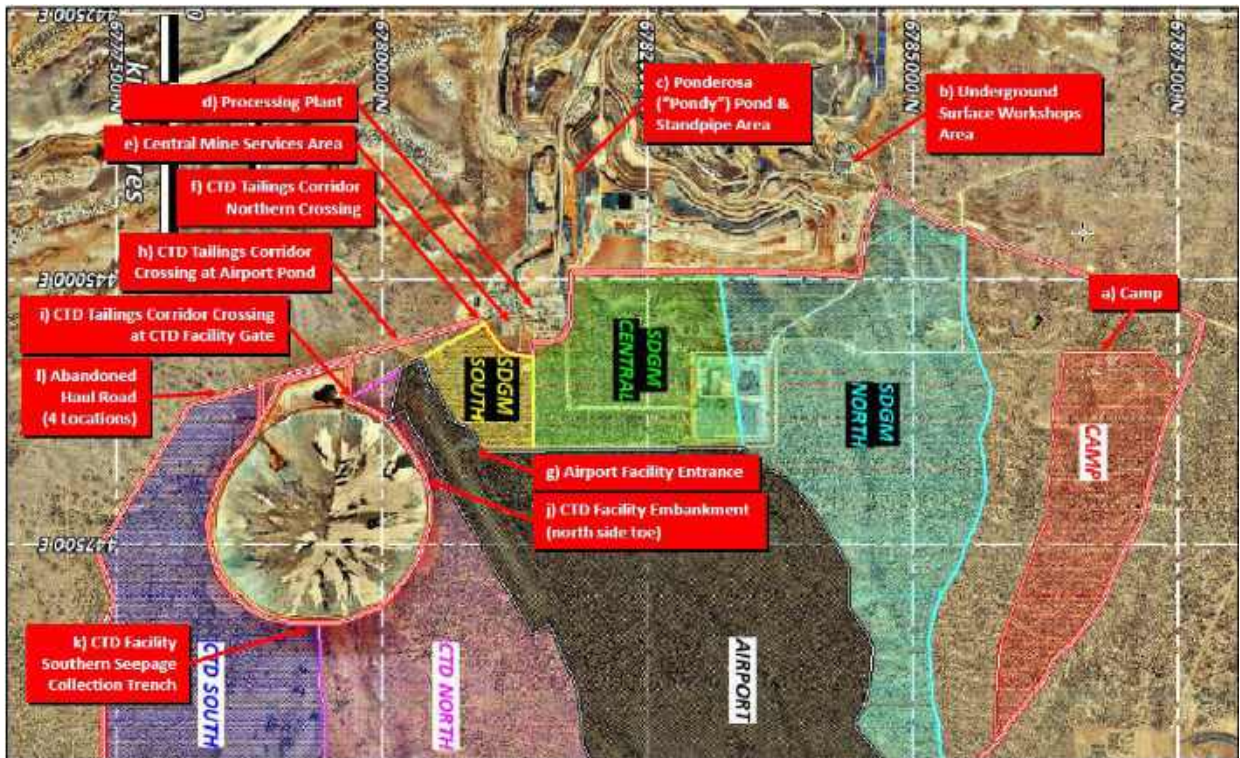 442500 E
6777500 N
6780000 N
6785000 N
6787500 N
d) Processing Plant
c) Ponderosa
("Pondy") Pond &
Standpipe Area
b) Underground
Surface Workshops
Area
e) Central Mine Services Area
f) CTD Tailings Corridor
Northern Crossing
h) CTD Tailings Corridor
Crossing at Airport Pond
445000 E
445000 E
a) Camp
i) CTD Tailings Corridor Crossing
at CTD Facility Gate
l) Abandoned
Haul Road
(4 Locations)
SDGM
SOUTH
SDGM
CENTRAL
SDGM
NORTH
CAMP
g) Airport Facility Entrance
j) CTD Facility Embankment
(north side toe)
447500 E
447500 E
k) CTD Facility
Southern Seepage
Collection Trench
CTD SOUTH
CTD NORTH
AIRPORT